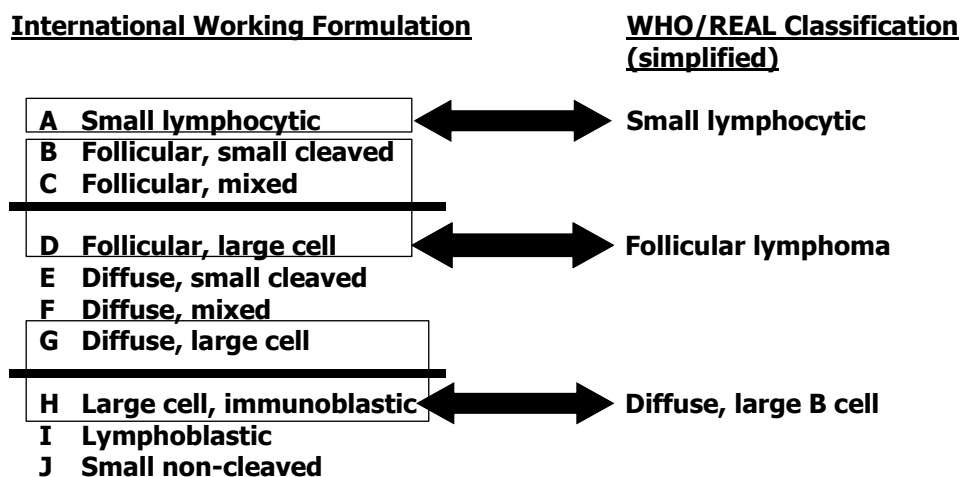 International Working Formulation
WHO/REAL Classification
(simplified)
A Small lymphocytic
Small lymphocytic
B Follicular, small cleaved
C Follicular, mixed
D Follicular, large cell
Follicular lymphoma
E Diffuse, small cleaved
F Diffuse, mixed
G Diffuse, large cell
H Large cell, immunoblastic
Diffuse, large B cell
I Lymphoblastic
J Small non-cleaved